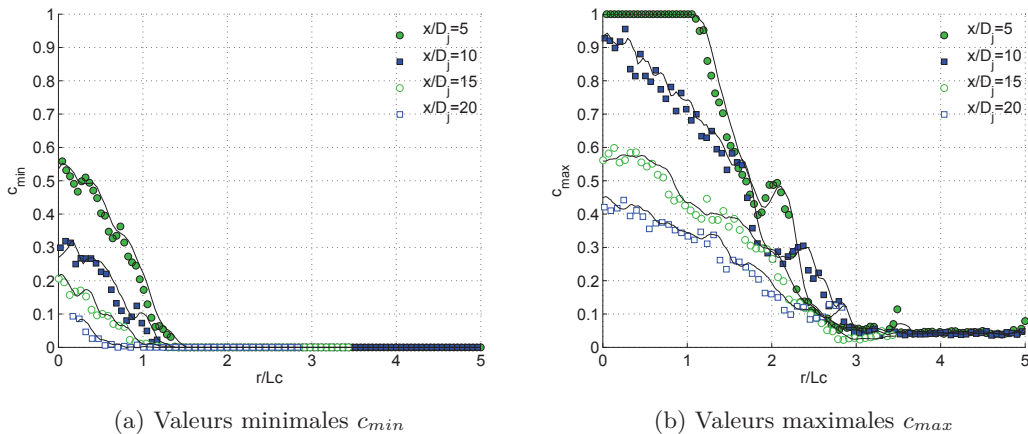 x/D_j=5
x/D_j=10
x/D_j=15
x/D_j=20
1
0.9
0.8
0.7
0.6
0.5
0.4
0.3
0.2
0.1
0
c_min
0 1 2 3 4 5
r/Lc
(a) Valeurs minimales c_min
x/D_j=5
x/D_j=10
x/D_j=15
x/D_j=20
1
0.9
0.8
0.7
0.6
0.5
0.4
0.3
0.2
0.1
0
c_max
0 1 2 3 4 5
r/Lc
(b) Valeurs maximales c_max